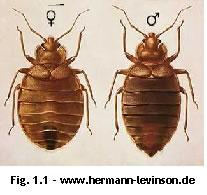 ♀ ♂
Fig. 1.1 - www.hermann-levinson.de